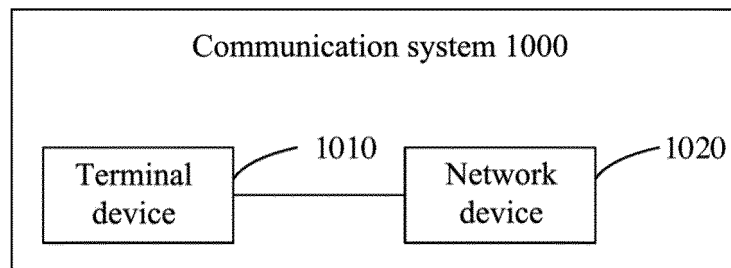 Communication system 1000
Terminal
device
1010
Network
device
1020